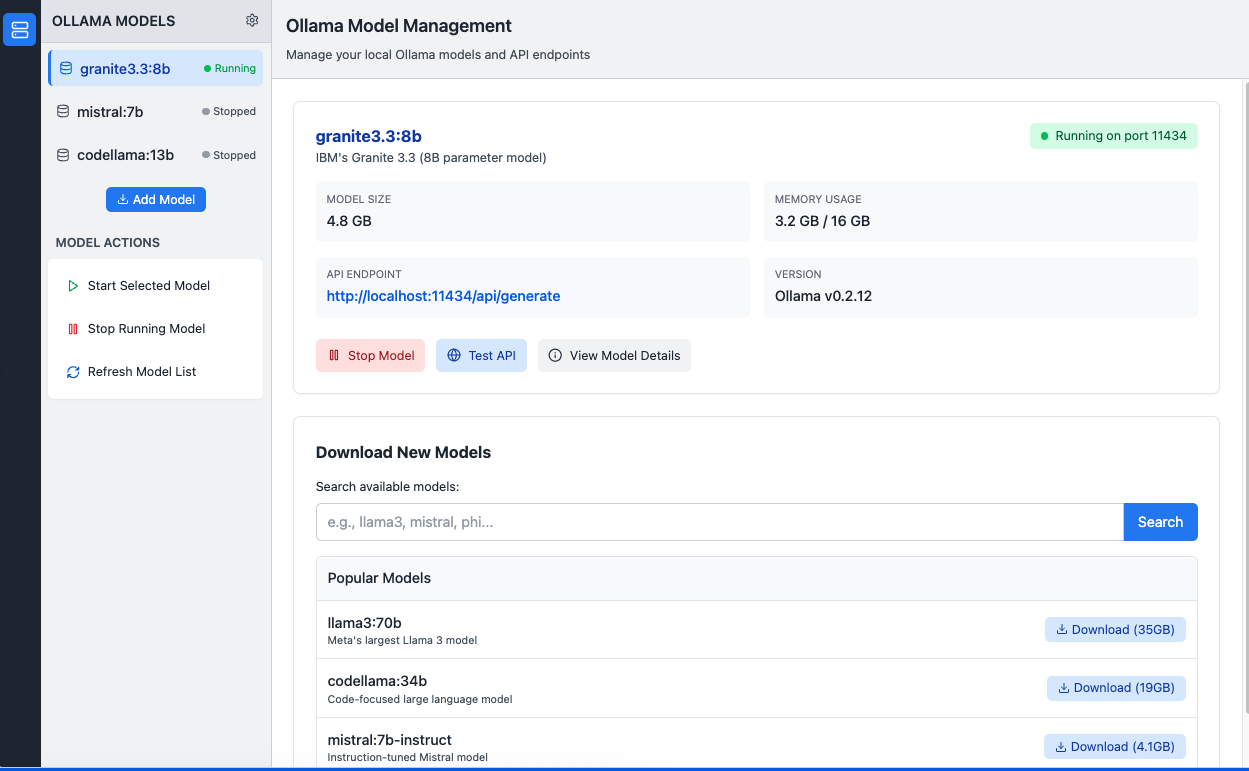 OLLAMA MODELS
granite3.3:8b Running
mistral:7b Stopped
codellama:13b Stopped
Add Model
MODEL ACTIONS
Start Selected Model
Stop Running Model
Refresh Model List
Ollama Model Management
Manage your local Ollama models and API endpoints
granite3.3:8b
Running on port 11434
IBM's Granite 3.3 (8B parameter model)
MODEL SIZE
4.8 GB
MEMORY USAGE
3.2 GB / 16 GB
API ENDPOINT
http://localhost:11434/api/generate
VERSION
Ollama v0.2.12
Stop Model Test API View Model Details
Download New Models
Search available models:
e.g., llama3, mistral, phi... Search
Popular Models
llama3:70b
Meta's largest Llama 3 model
Download (35GB)
codellama:34b
Code-focused large language model
Download (19GB)
mistral:7b-instruct
Instruction-tuned Mistral model
Download (4.1GB)